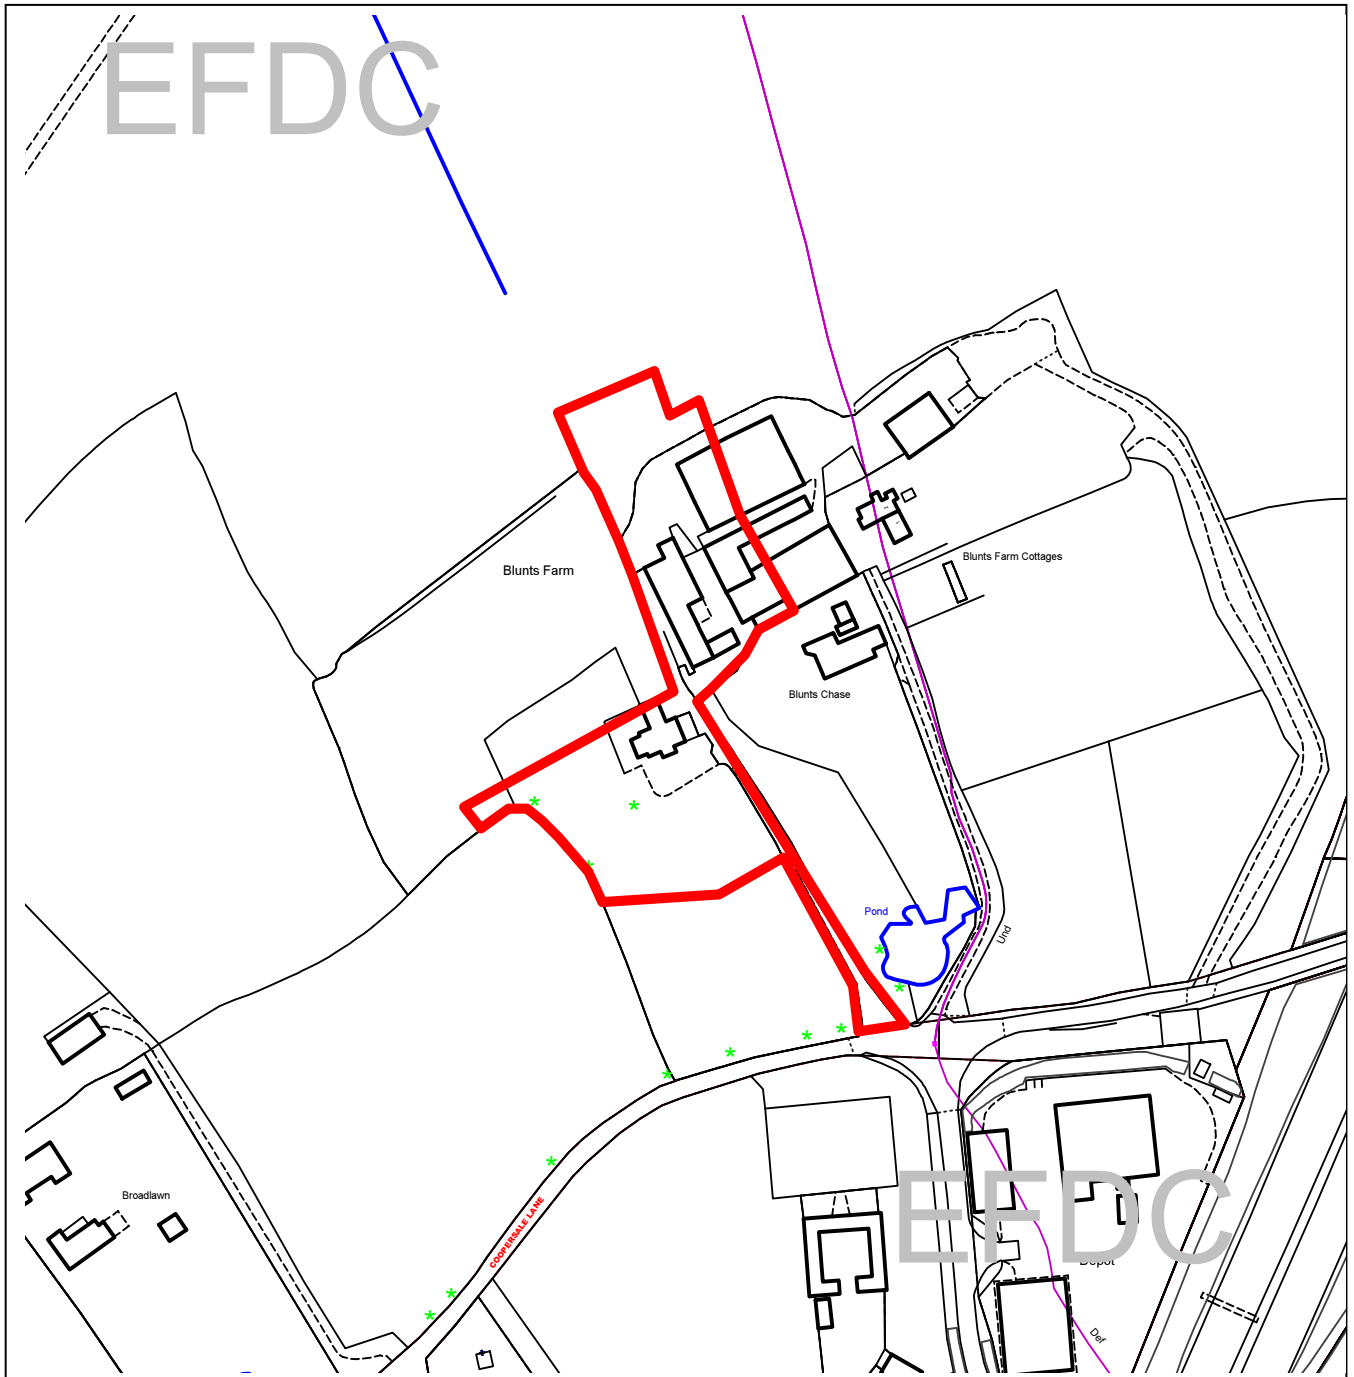 EFDC
Blunts Farm
Blunts Farm Cottages
Blunts Chase
Pond
Und
Broadlawn
COOPERSALE LANE
EFDC
Depot
Def